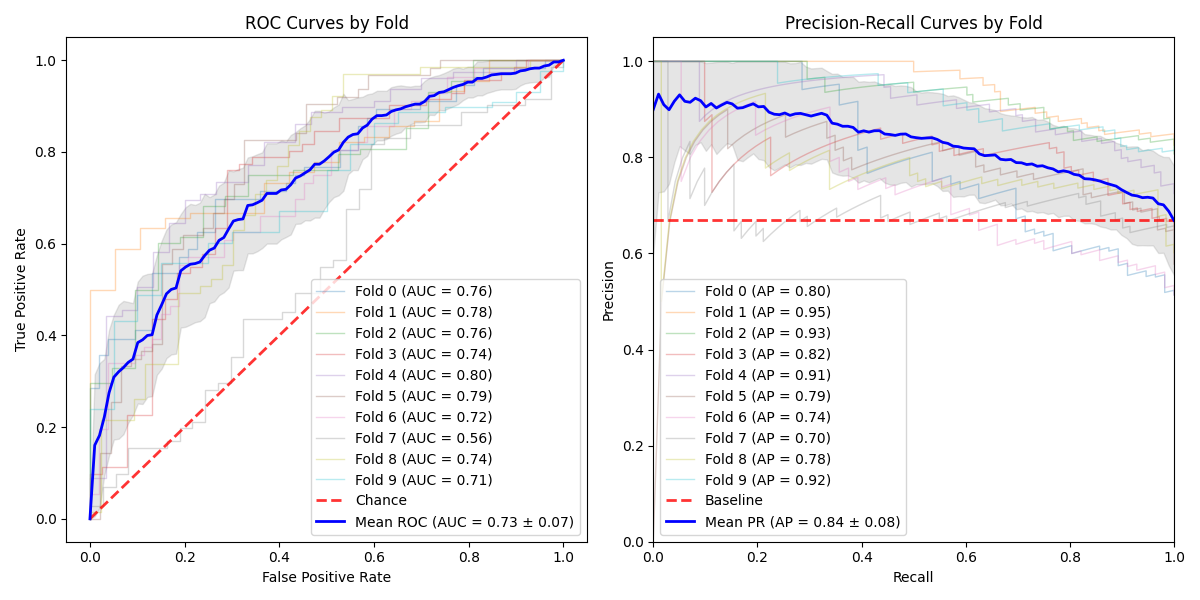 ROC Curves by Fold
True Positive Rate
1.0
0.8
0.6
0.4
0.2
0.0
Fold 0 (AUC = 0.76)
Fold 1 (AUC = 0.78)
Fold 2 (AUC = 0.76)
Fold 3 (AUC = 0.74)
Fold 4 (AUC = 0.80)
Fold 5 (AUC = 0.79)
Fold 6 (AUC = 0.72)
Fold 7 (AUC = 0.56)
Fold 8 (AUC = 0.74)
Fold 9 (AUC = 0.71)
Chance
Mean ROC (AUC = 0.73 ± 0.07)
0.0 0.2 0.4 0.6 0.8 1.0
False Positive Rate
Precision-Recall Curves by Fold
Precision
1.0
0.8
0.6
0.4
0.2
0.0
Fold 0 (AP = 0.80)
Fold 1 (AP = 0.95)
Fold 2 (AP = 0.93)
Fold 3 (AP = 0.82)
Fold 4 (AP = 0.91)
Fold 5 (AP = 0.79)
Fold 6 (AP = 0.74)
Fold 7 (AP = 0.70)
Fold 8 (AP = 0.78)
Fold 9 (AP = 0.92)
Baseline
Mean PR (AP = 0.84 ± 0.08)
0.0 0.2 0.4 0.6 0.8 1.0
Recall